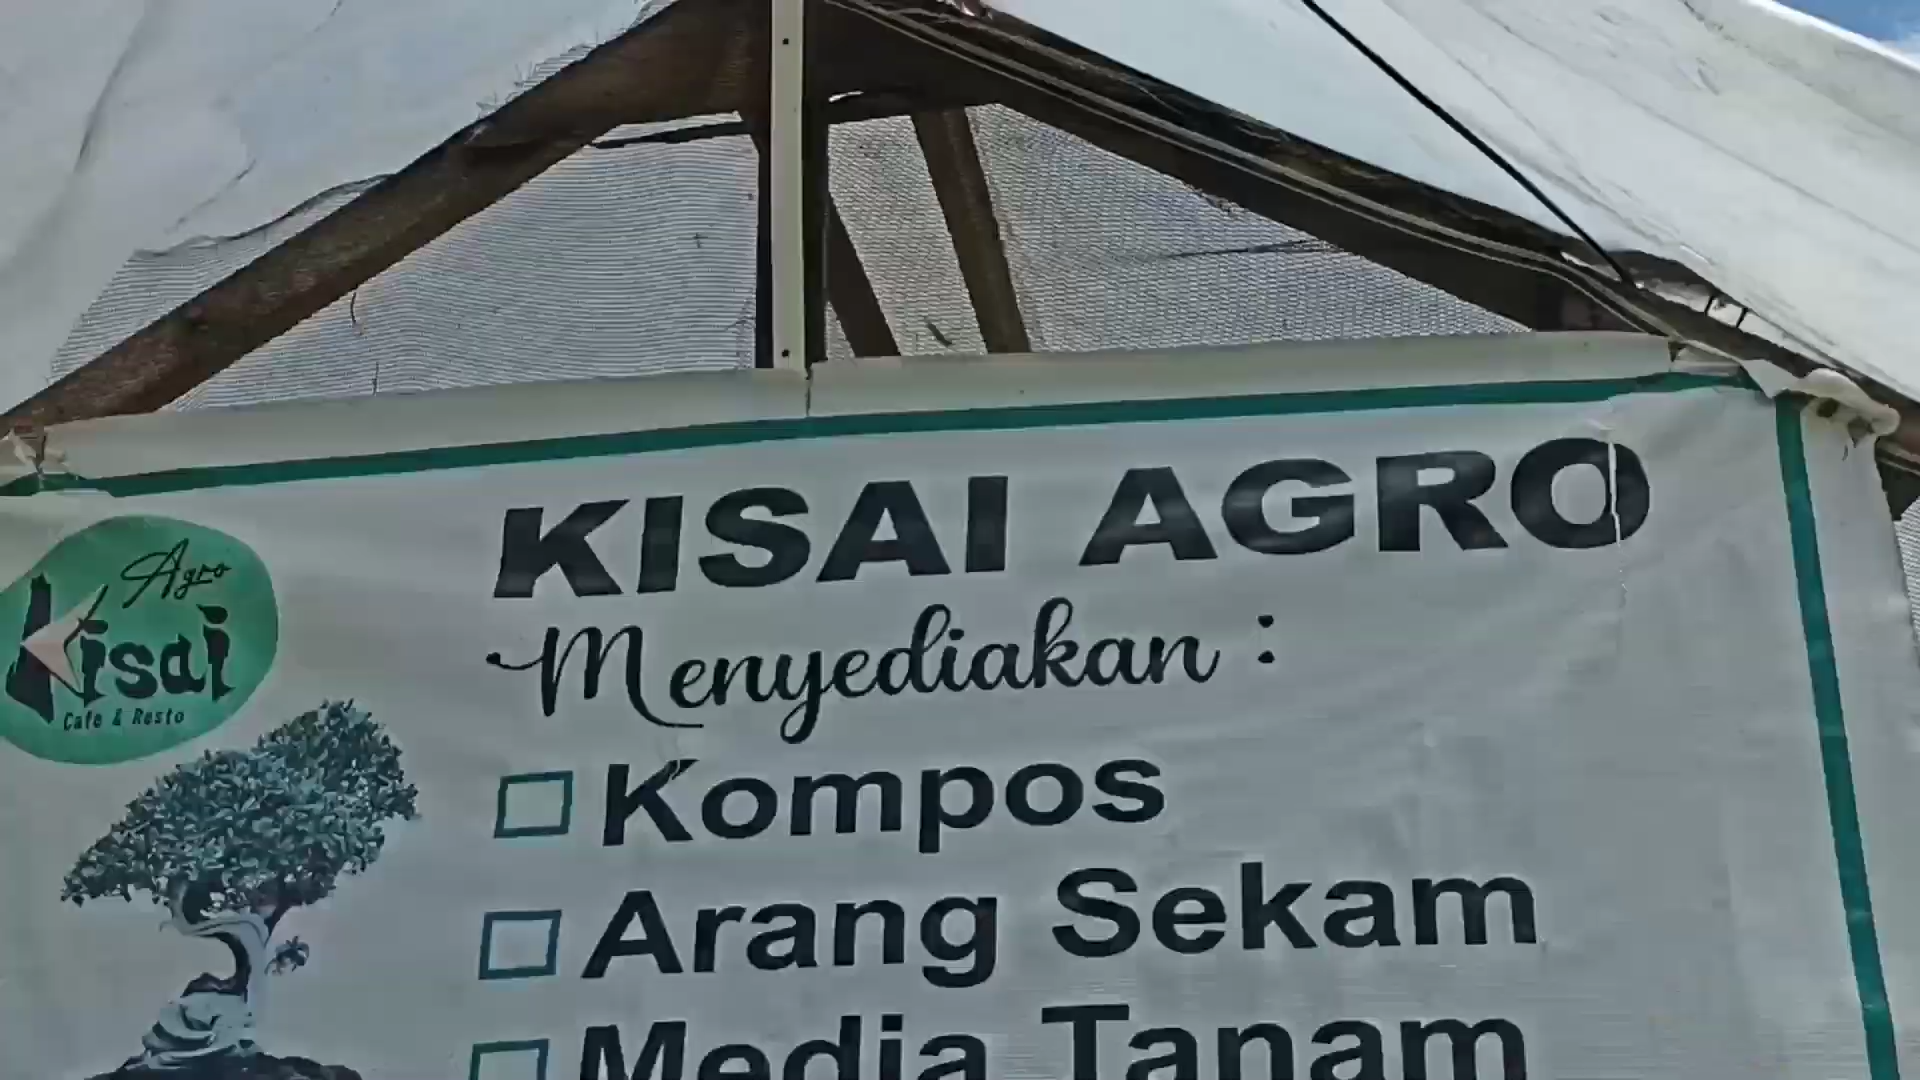 KISAI AGRO
Menyediakan :
Agro
Kisai
Cafe & Resto
Kompos
Arang Sekam
Media Tanam